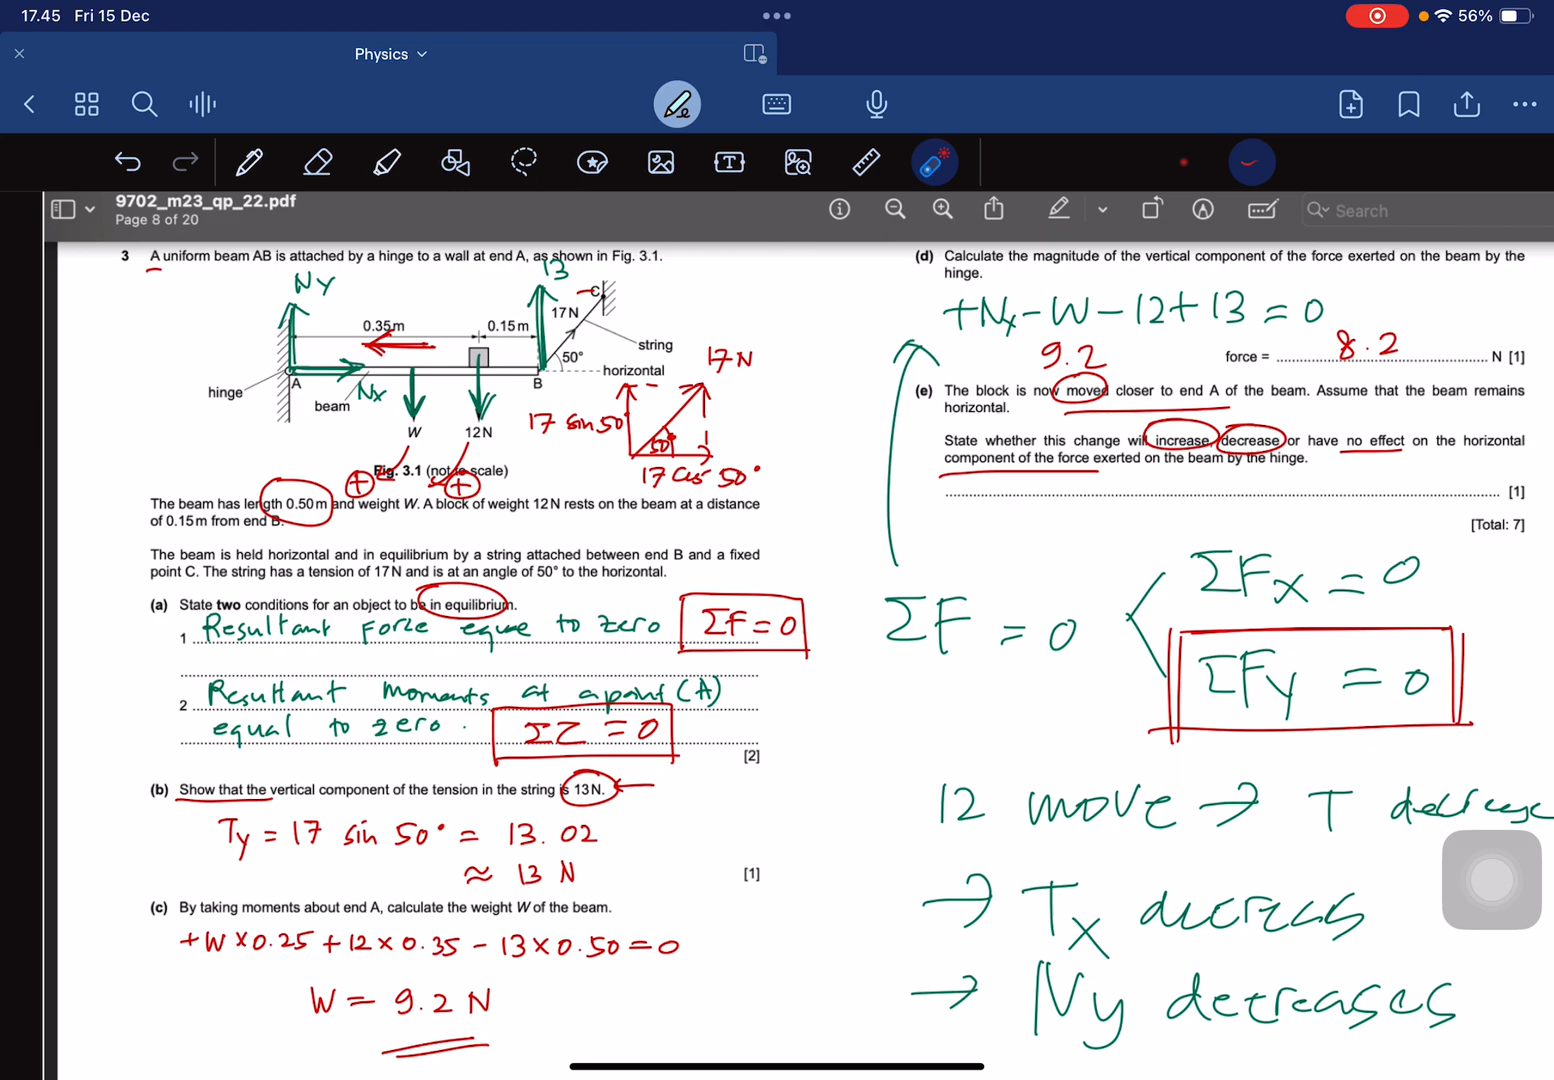 17.45 Fri 15 Dec
56%
Physics
9702_m23_qp_22.pdf
Page 8 of 20
Search
3 A uniform beam AB is attached by a hinge to a wall at end A, as shown in Fig. 3.1.
Ny
13
C
17 N
0.35 m
0.15 m
string
50°
horizontal
hinge
A
Nx
B
beam
W
12 N
17 N
17 sin 50°
50°
17 cos 50°
Fig. 3.1 (not to scale)
+ +
The beam has length 0.50 m and weight W. A block of weight 12 N rests on the beam at a distance
of 0.15 m from end B.
The beam is held horizontal and in equilibrium by a string attached between end B and a fixed
point C. The string has a tension of 17 N and is at an angle of 50° to the horizontal.
(a) State two conditions for an object to be in equilibrium.
1 Resultant Force eque to zero ΣF = 0
2 Resultant moments at a point (A)
equal to zero. Στ = 0
[2]
(b) Show that the vertical component of the tension in the string is 13 N.
Ty = 17 sin 50° = 13.02
≈ 13 N
[1]
(c) By taking moments about end A, calculate the weight W of the beam.
+W × 0.25 + 12 × 0.35 − 13 × 0.50 = 0
W = 9.2 N
(d) Calculate the magnitude of the vertical component of the force exerted on the beam by the
hinge.
−W−12+13 = 0
9.2
force = 8.2 N [1]
(e) The block is now moved closer to end A of the beam. Assume that the beam remains
horizontal.
State whether this change will increase, decrease or have no effect on the horizontal
component of the force exerted on the beam by the hinge.
[1]
[Total: 7]
ΣF = 0
ΣFx = 0
ΣFy = 0
12 move → T decrease
→ Tx decreas
→ Ny decreases